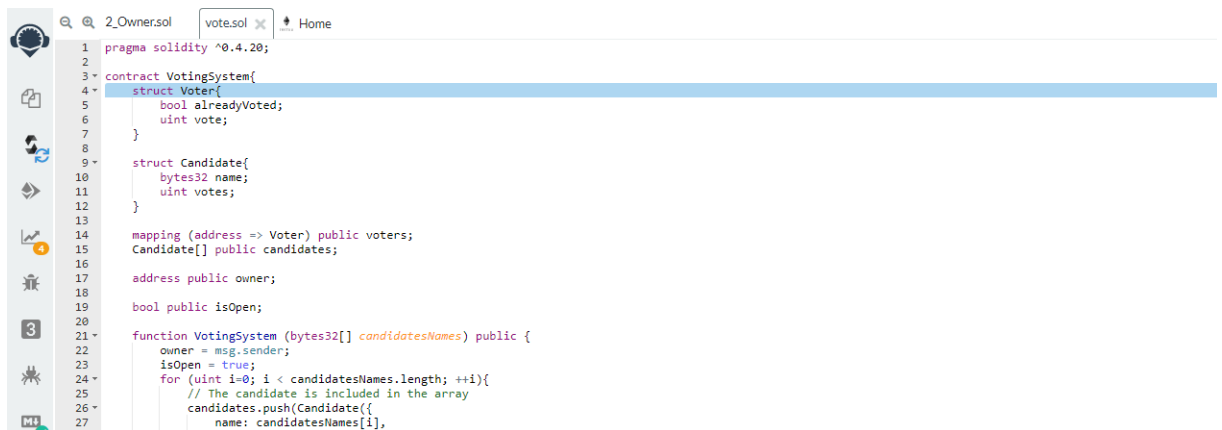 2_Owner.sol vote.sol Home
1 pragma solidity ^0.4.20;
2
3 contract VotingSystem{
4 struct Voter{
5 bool alreadyVoted;
6 uint vote;
7 }
8
9 struct Candidate{
10 bytes32 name;
11 uint votes;
12 }
13
14 mapping (address => Voter) public voters;
15 Candidate[] public candidates;
16
17 address public owner;
18
19 bool public isOpen;
20
21 function VotingSystem (bytes32[] candidatesNames) public {
22 owner = msg.sender;
23 isOpen = true;
24 for (uint i=0; i < candidatesNames.length; ++i){
25 // The candidate is included in the array
26 candidates.push(Candidate({
27 name: candidatesNames[i],
4
3
M